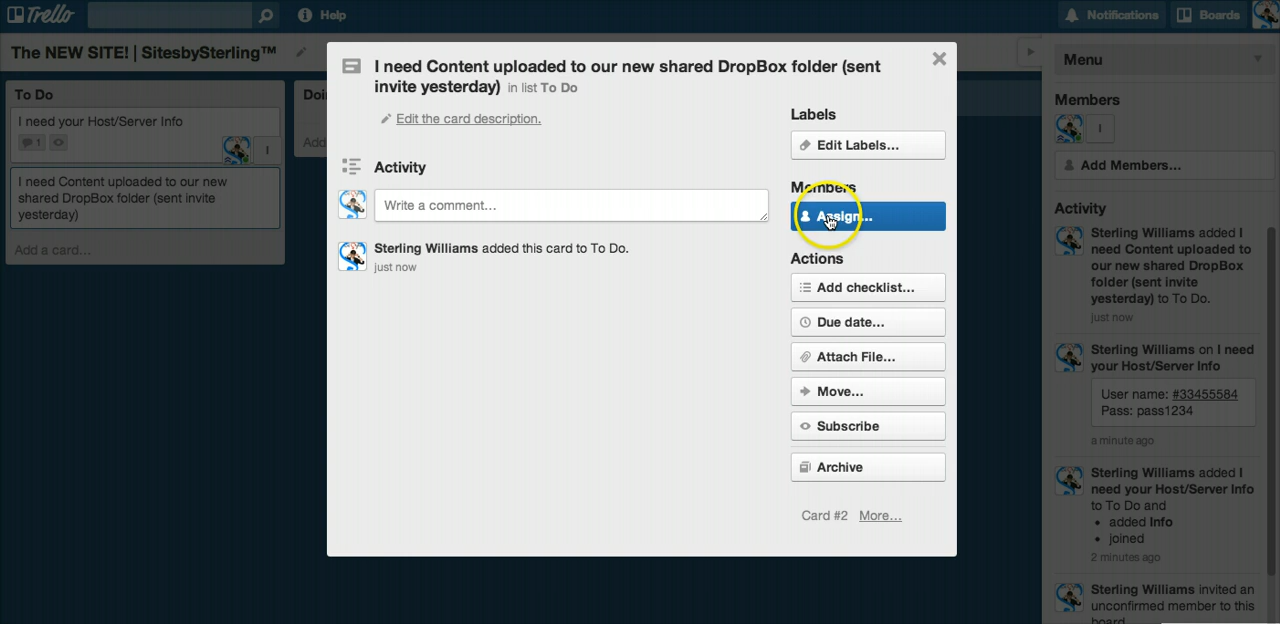 Trello
Help
Notifications
Boards
The NEW SITE! | SitesbySterling™
To Do
I need your Host/Server Info
1
I
I need Content uploaded to our new
shared DropBox folder (sent invite
yesterday)
Add a card…
Doi
Add
I need Content uploaded to our new shared DropBox folder (sent
invite yesterday) in list To Do
Edit the card description.
Activity
Write a comment…
Sterling Williams added this card to To Do.
just now
Labels
Edit Labels…
Members
Assign…
Actions
Add checklist…
Due date…
Attach File…
Move…
Subscribe
Archive
Card #2 More…
Menu
Members
I
Add Members…
Activity
Sterling Williams added I
need Content uploaded to
our new shared DropBox
folder (sent invite
yesterday) to To Do.
just now
Sterling Williams on I need
your Host/Server Info
User name: #33455584
Pass: pass1234
a minute ago
Sterling Williams added I
need your Host/Server Info
to To Do and
• added Info
• joined
2 minutes ago
Sterling Williams invited an
unconfirmed member to this
board